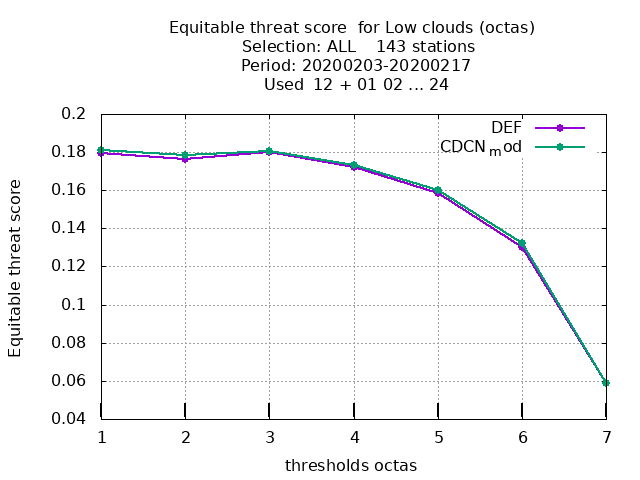 Equitable threat score  for Low clouds (octas)
Selection: ALL    143 stations
Period: 20200203-20200217
Used  12 + 01 02 ... 24
DEF
CDCN_mod
0.2
0.18
0.16
0.14
0.12
0.1
0.08
0.06
0.04
Equitable threat score
1 2 3 4 5 6 7
thresholds octas